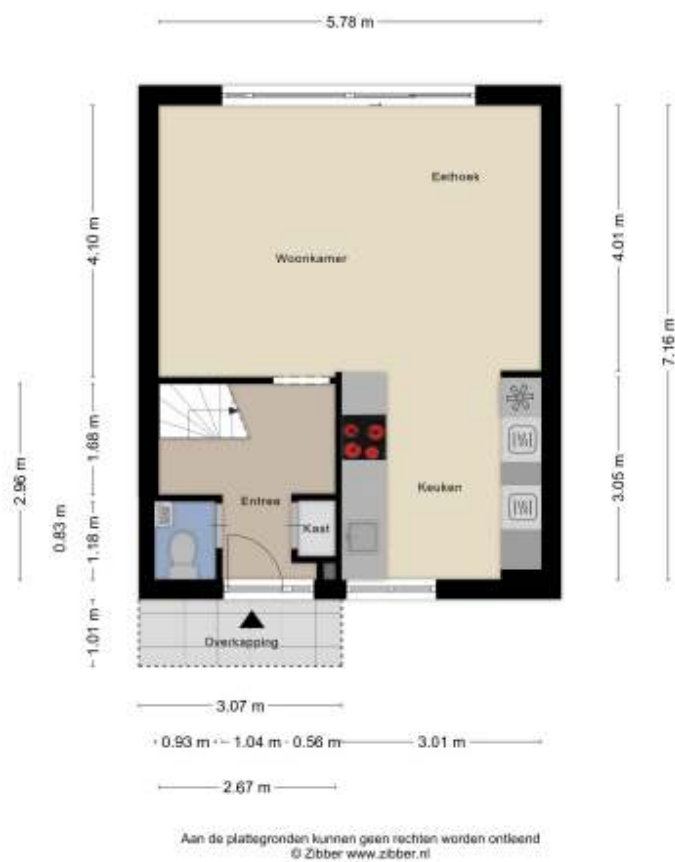 5.78 m
Eethoek
Woonkamer
4.10 m
4.01 m
7.16 m
2.96 m
1.68 m
0.83 m
1.18 m
1.01 m
3.05 m
Keuken
Entree
Kast
Overkapping
3.07 m
0.93 m
1.04 m
0.56 m
3.01 m
2.67 m
Aan de plattegronden kunnen geen rechten worden ontleend
© Zibber www.zibber.nl